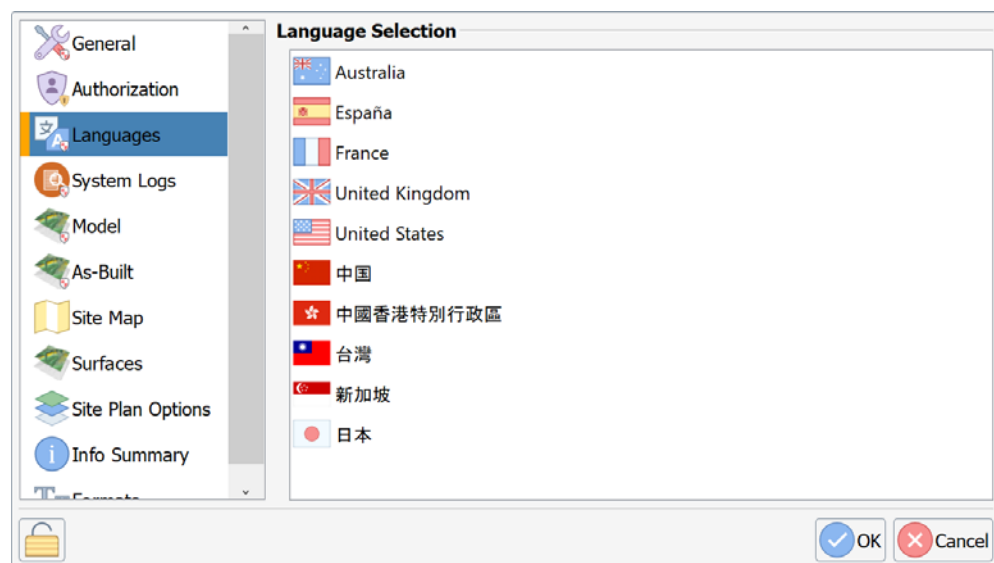 General
Authorization
Languages
System Logs
Model
As-Built
Site Map
Surfaces
Site Plan Options
Info Summary
Formats
Language Selection
Australia
España
France
United Kingdom
United States
中国
中國香港特別行政區
台灣
新加坡
日本
OK
Cancel